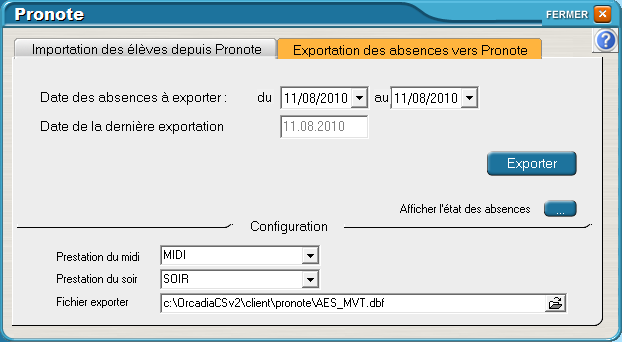 Pronote FERMER
?
Importation des élèves depuis Pronote Exportation des absences vers Pronote
Date des absences à exporter : du 11/08/2010 au 11/08/2010
Date de la dernière exportation 11.08.2010
Exporter
Afficher l'état des absences ...
Configuration
Prestation du midi MIDI
Prestation du soir SOIR
Fichier exporter c:\OrcadiaCSv2\client\pronote\AES_MVT.dbf